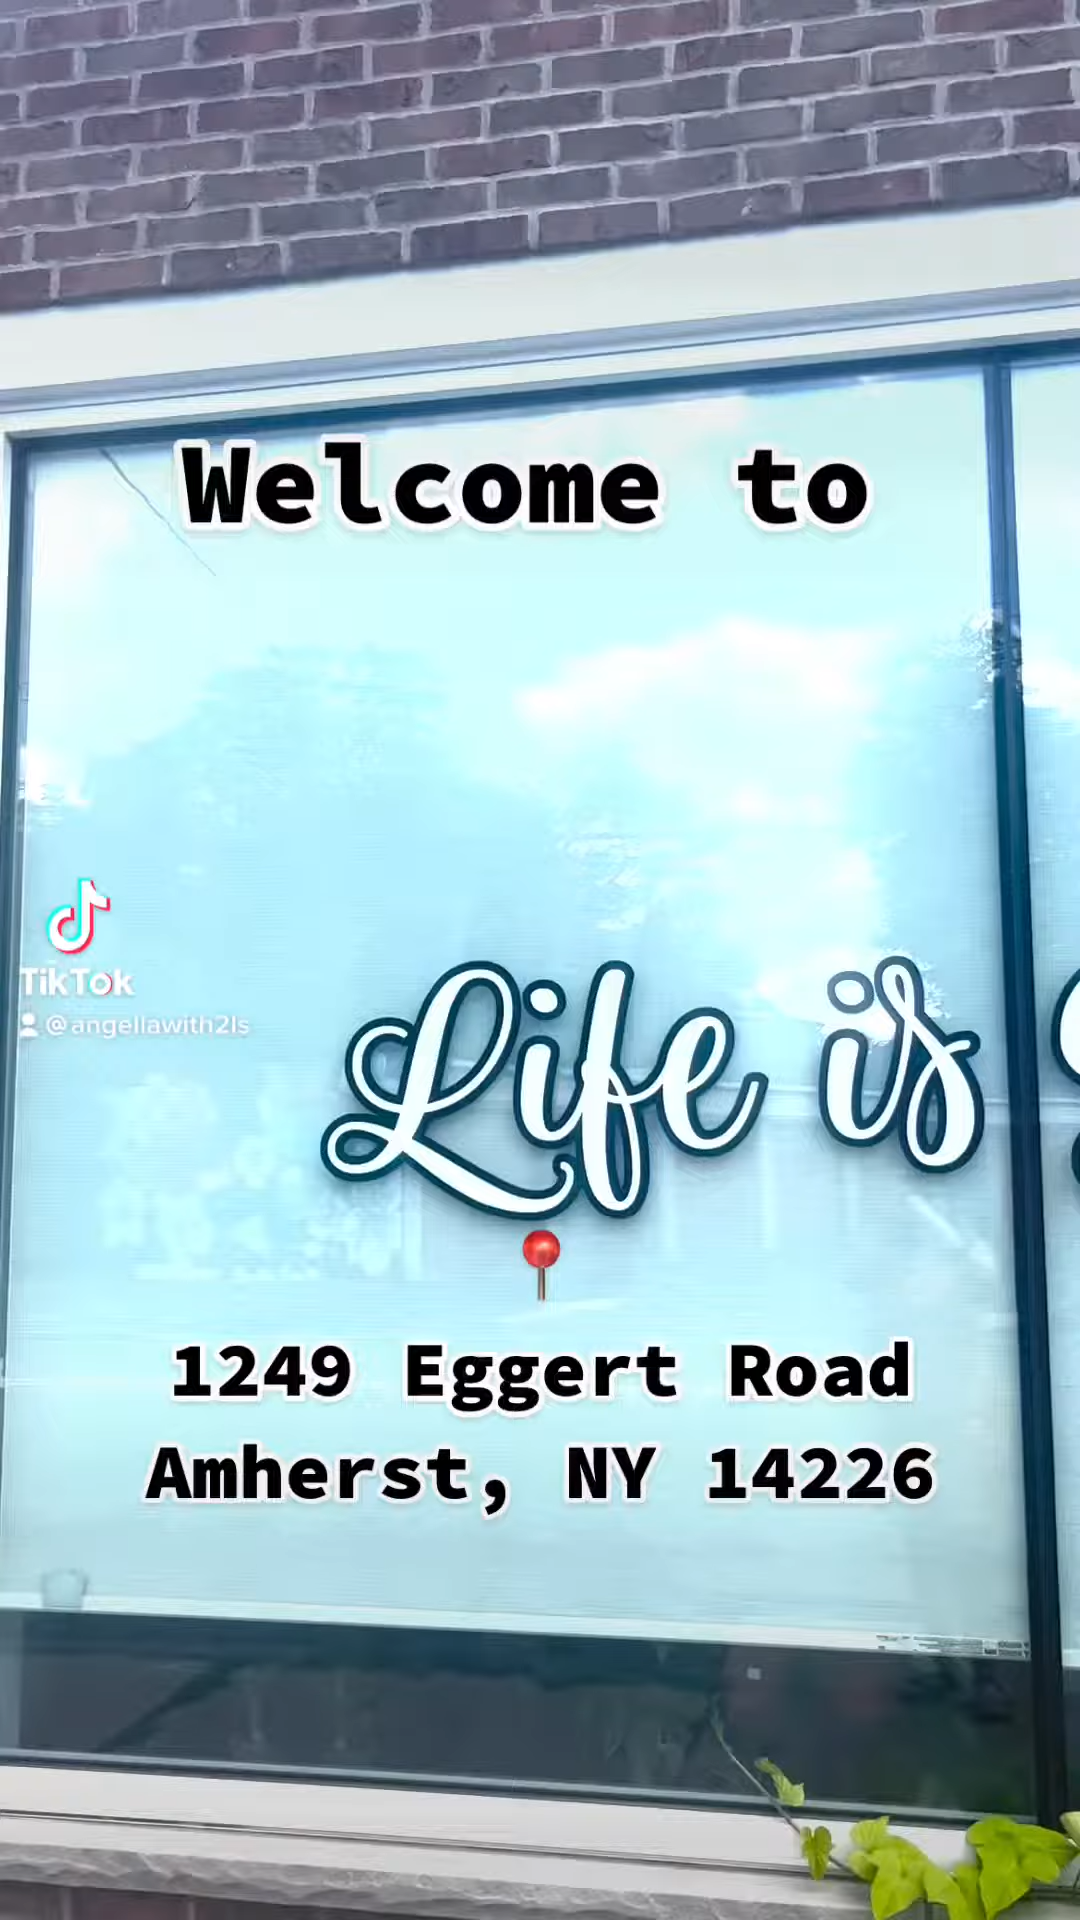 Welcome to
TikTok
@angellawith2ls
Life is
1249 Eggert Road
Amherst, NY 14226